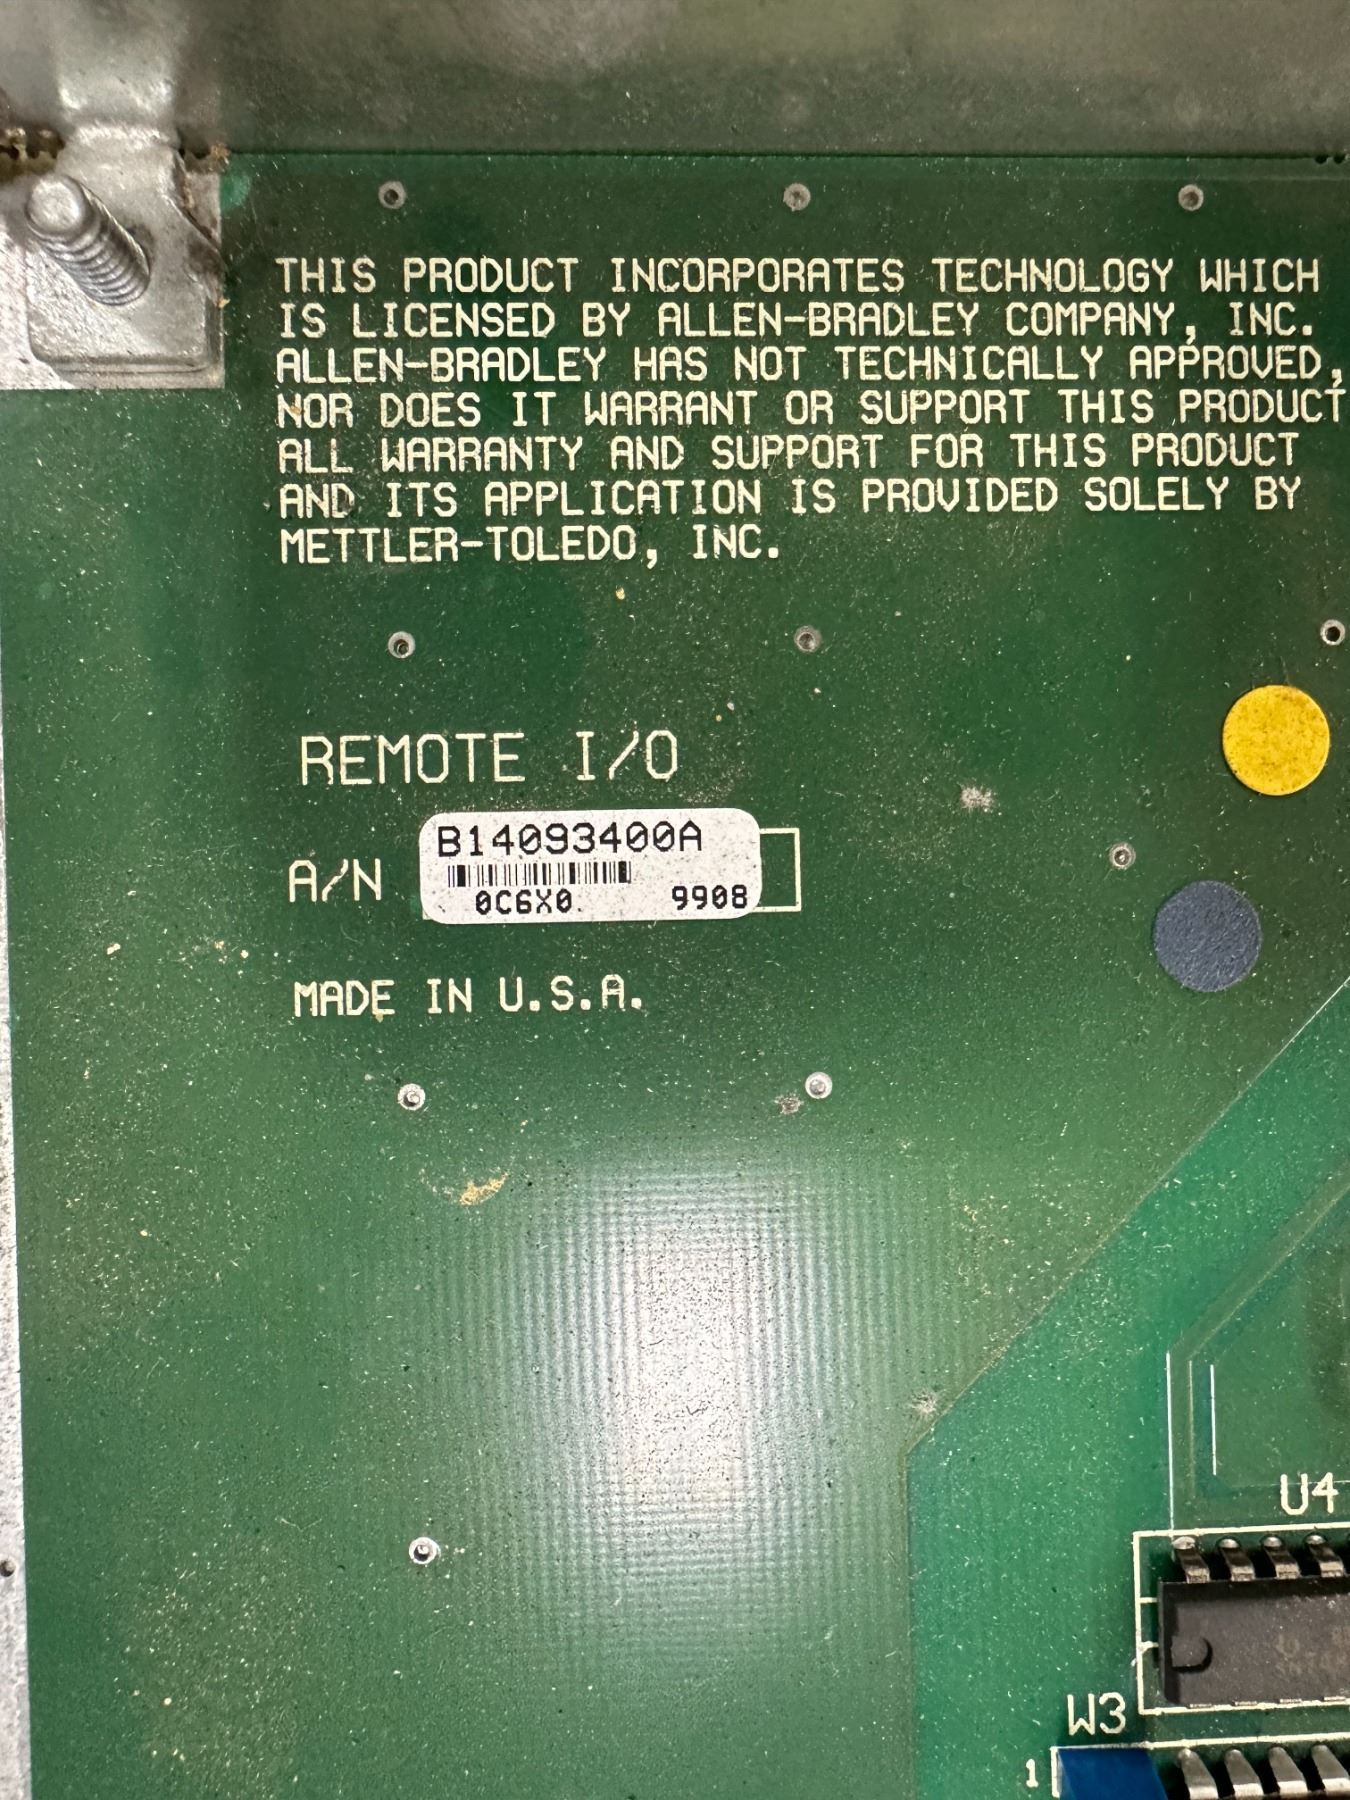 THIS PRODUCT INCORPORATES TECHNOLOGY WHICH
IS LICENSED BY ALLEN-BRADLEY COMPANY, INC.
ALLEN-BRADLEY HAS NOT TECHNICALLY APPROVED,
NOR DOES IT WARRANT OR SUPPORT THIS PRODUCT
ALL WARRANTY AND SUPPORT FOR THIS PRODUCT
AND ITS APPLICATION IS PROVIDED SOLELY BY
METTLER-TOLEDO, INC.
REMOTE I/O
A/N
B14093400A
0C6X0
9908
MADE IN U.S.A.
U4
W3
1